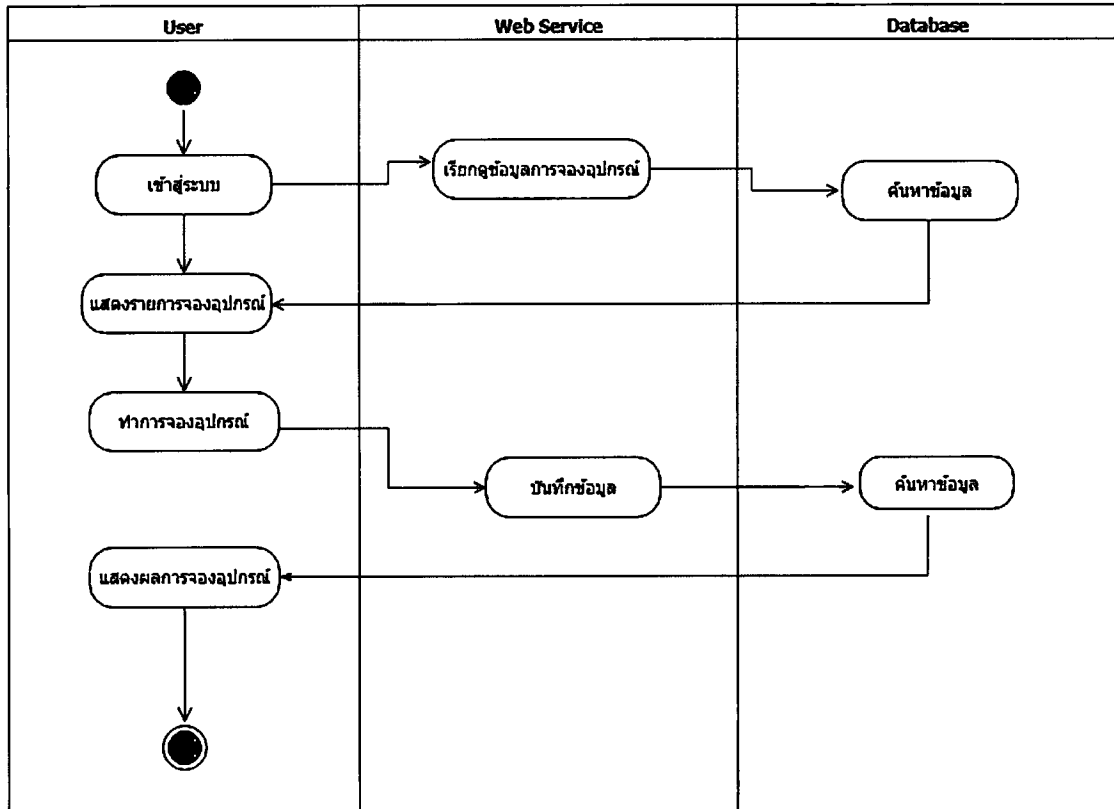 User
Web Service
Database
เข้าสู่ระบบ
เรียกดูข้อมูลการจองอุปกรณ์
ค้นหาข้อมูล
แสดงรายการจองอุปกรณ์
ทำการจองอุปกรณ์
บันทึกข้อมูล
ค้นหาข้อมูล
แสดงผลการจองอุปกรณ์